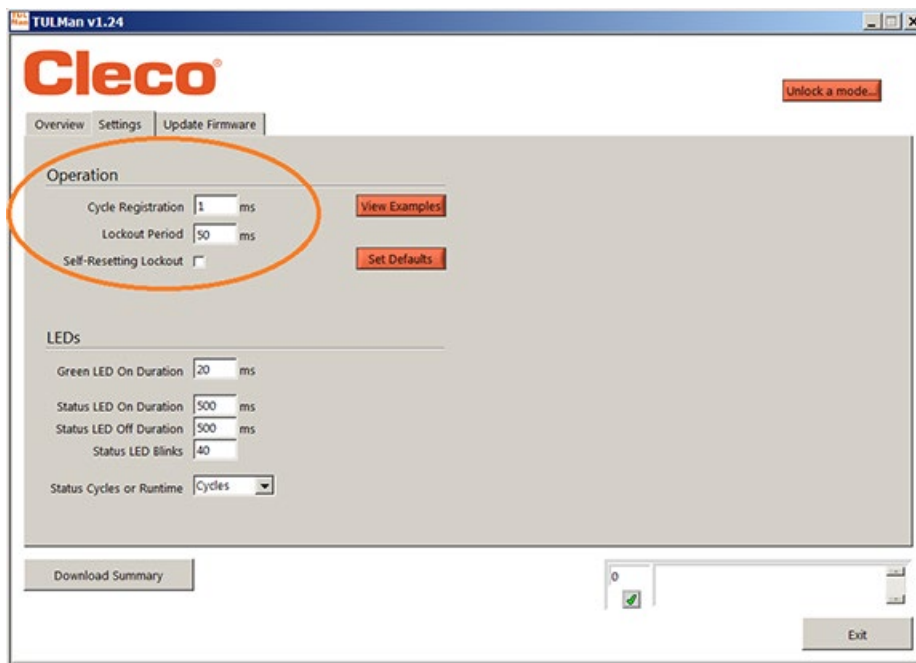 TUL Man TULMan v1.24
Cleco®
Unlock a mode...
Overview Settings Update Firmware
Operation
Cycle Registration 1 ms View Examples
Lockout Period 50 ms
Self-Resetting Lockout Set Defaults
LEDs
Green LED On Duration 20 ms
Status LED On Duration 500 ms
Status LED Off Duration 500 ms
Status LED Blinks 40
Status Cycles or Runtime Cycles
Download Summary 0
Exit